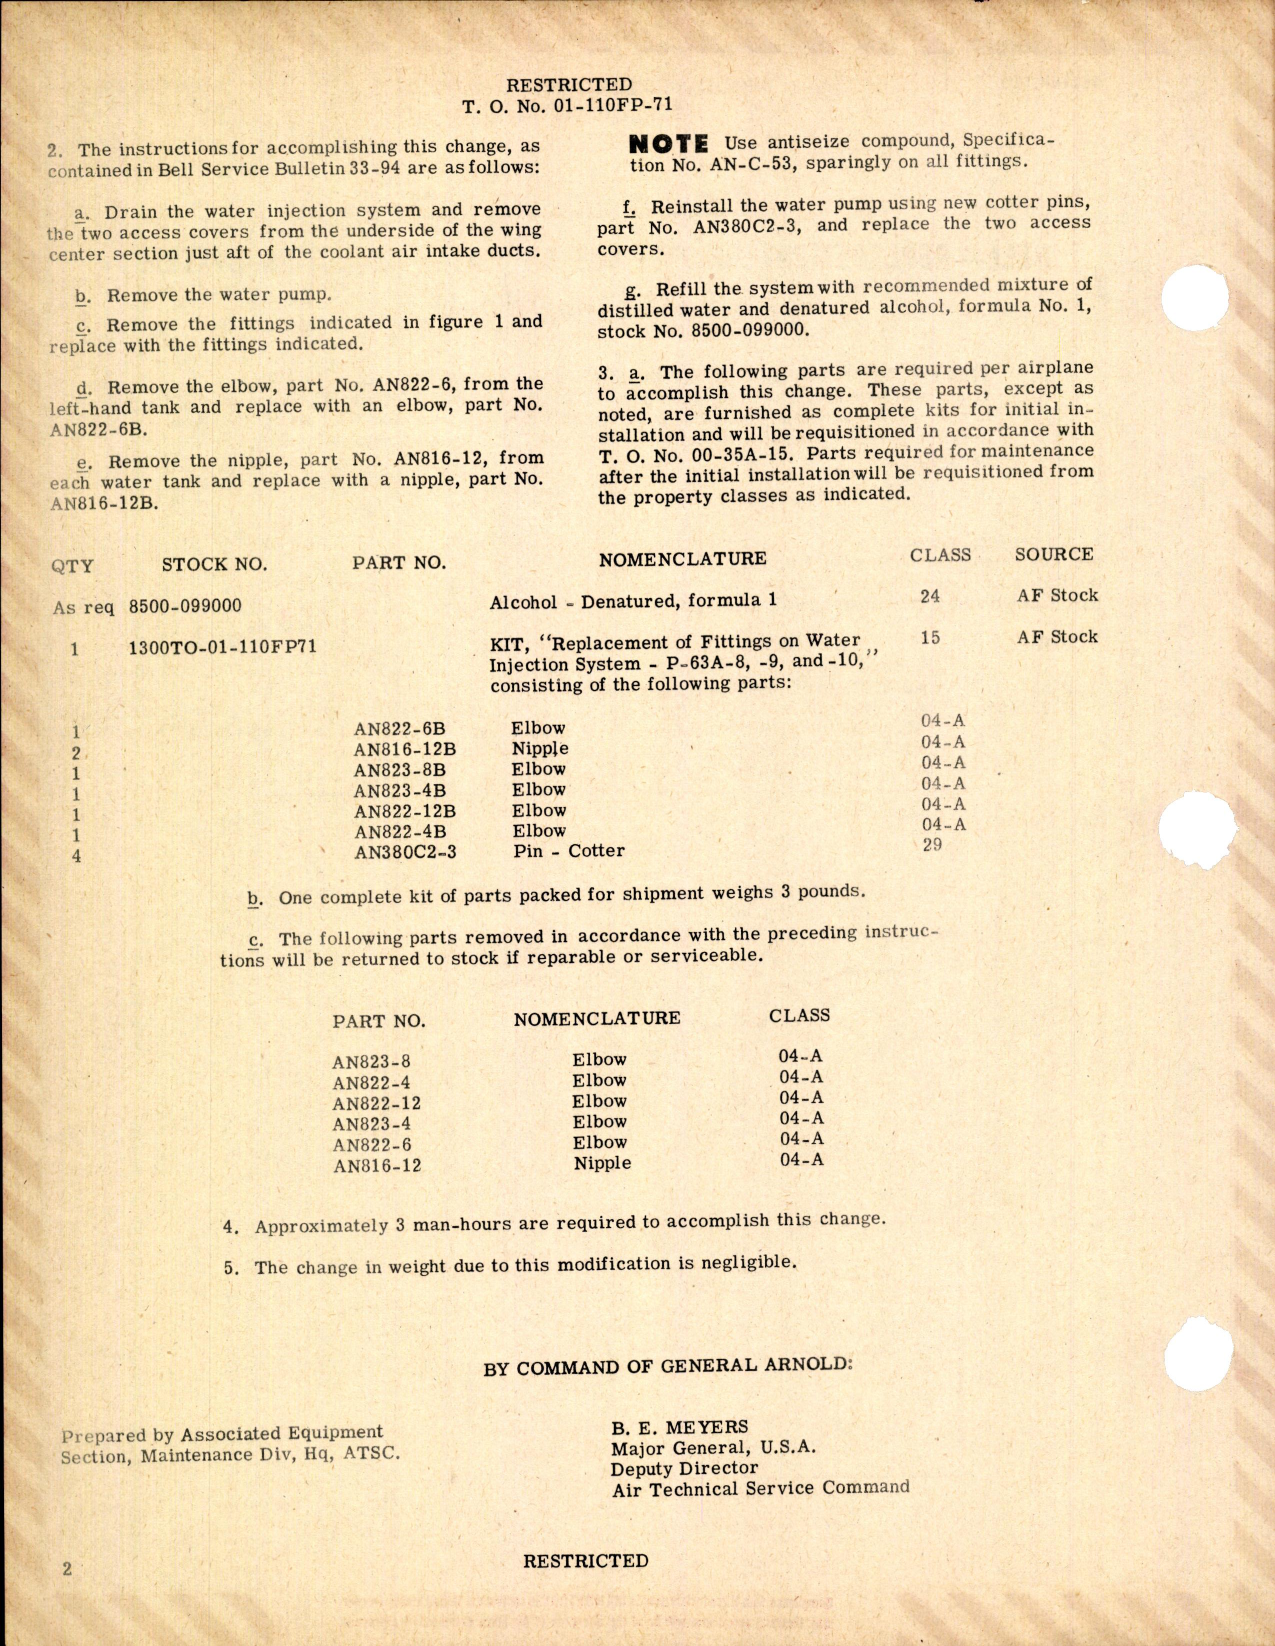 RESTRICTED
T. O. No. 01-110FP-71
2. The instructions for accomplishing this change, as
contained in Bell Service Bulletin 33-94 are as follows:
a. Drain the water injection system and remove
the two access covers from the underside of the wing
center section just aft of the coolant air intake ducts.
b. Remove the water pump.
c. Remove the fittings indicated in figure 1 and
replace with the fittings indicated.
d. Remove the elbow, part No. AN822-6, from the
left-hand tank and replace with an elbow, part No.
AN822-6B.
e. Remove the nipple, part No. AN816-12, from
each water tank and replace with a nipple, part No.
AN816-12B.
NOTE Use antiseize compound, Specifica-
tion No. AN-C-53, sparingly on all fittings.
f. Reinstall the water pump using new cotter pins,
part No. AN380C2-3, and replace the two access
covers.
g. Refill the system with recommended mixture of
distilled water and denatured alcohol, formula No. 1,
stock No. 8500-099000.
3. a. The following parts are required per airplane
to accomplish this change. These parts, except as
noted, are furnished as complete kits for initial in-
stallation and will be requisitioned in accordance with
T. O. No. 00-35A-15. Parts required for maintenance
after the initial installation will be requisitioned from
the property classes as indicated.
QTY STOCK NO. PART NO. NOMENCLATURE CLASS SOURCE
As req 8500-099000 Alcohol - Denatured, formula 1 24 AF Stock
1 1300TO-01-110FP71 KIT, "Replacement of Fittings on Water 15 AF Stock
Injection System - P-63A-8, -9, and -10,"
consisting of the following parts:
1 AN822-6B Elbow 04-A
2 AN816-12B Nipple 04-A
1 AN823-8B Elbow 04-A
1 AN823-4B Elbow 04-A
1 AN822-12B Elbow 04-A
1 AN822-4B Elbow 04-A
4 AN380C2-3 Pin - Cotter 29
b. One complete kit of parts packed for shipment weighs 3 pounds.
c. The following parts removed in accordance with the preceding instruc-
tions will be returned to stock if reparable or serviceable.
PART NO. NOMENCLATURE CLASS
AN823-8 Elbow 04-A
AN822-4 Elbow 04-A
AN822-12 Elbow 04-A
AN823-4 Elbow 04-A
AN822-6 Elbow 04-A
AN816-12 Nipple 04-A
4. Approximately 3 man-hours are required to accomplish this change.
5. The change in weight due to this modification is negligible.
BY COMMAND OF GENERAL ARNOLD:
Prepared by Associated Equipment
Section, Maintenance Div, Hq, ATSC.
B. E. MEYERS
Major General, U.S.A.
Deputy Director
Air Technical Service Command
2
RESTRICTED